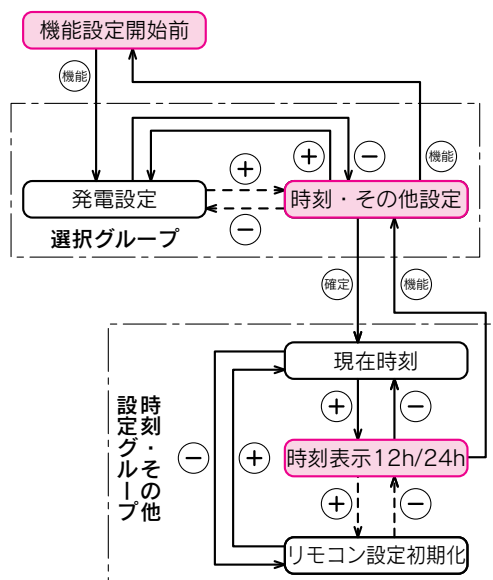 機能設定開始前
機能
＋
＋
－
機能
発電設定
時刻・その他設定
－
選択グループ
確定
機能
現在時刻
＋
－
時刻・その他
設定グループ
－
＋
時刻表示12h/24h
＋
－
リモコン設定初期化